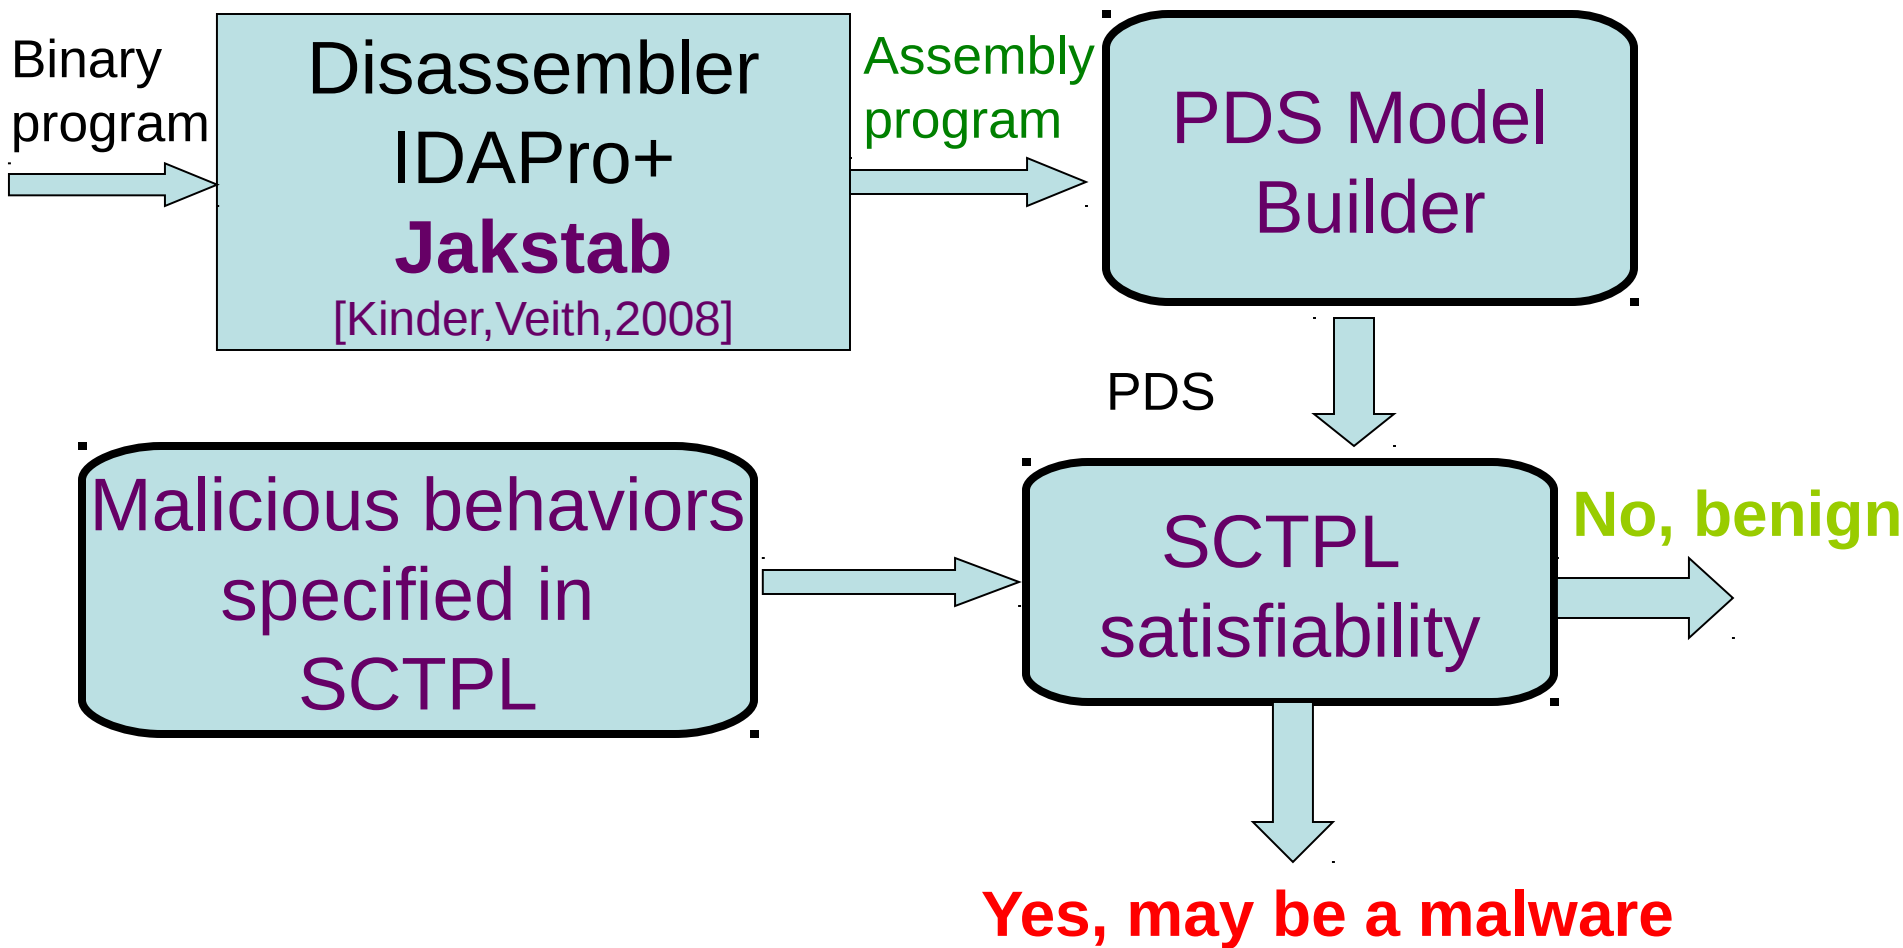 Binary
program
Disassembler
IDAPro+
Jakstab
[Kinder,Veith,2008]
Assembly
program
PDS Model
Builder
PDS
Malicious behaviors
specified in
SCTPL
SCTPL
satisfiability
No, benign
Yes, may be a malware